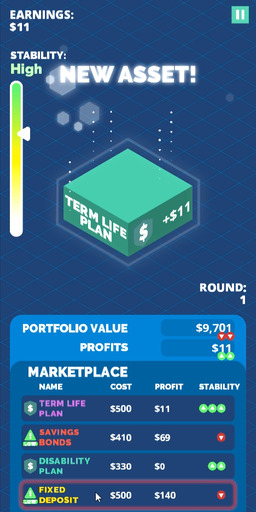 EARNINGS:
$11
STABILITY:
High
NEW ASSET!
TERM LIFE
PLAN
$
+$11
ROUND:
1
PORTFOLIO VALUE $9,701
PROFITS $11
MARKETPLACE
NAME COST PROFIT STABILITY
$ TERM LIFE
PLAN $500 $11
SAVINGS
BONDS $410 $69
$ DISABILITY
PLAN $330 $0
FIXED
DEPOSIT $500 $140